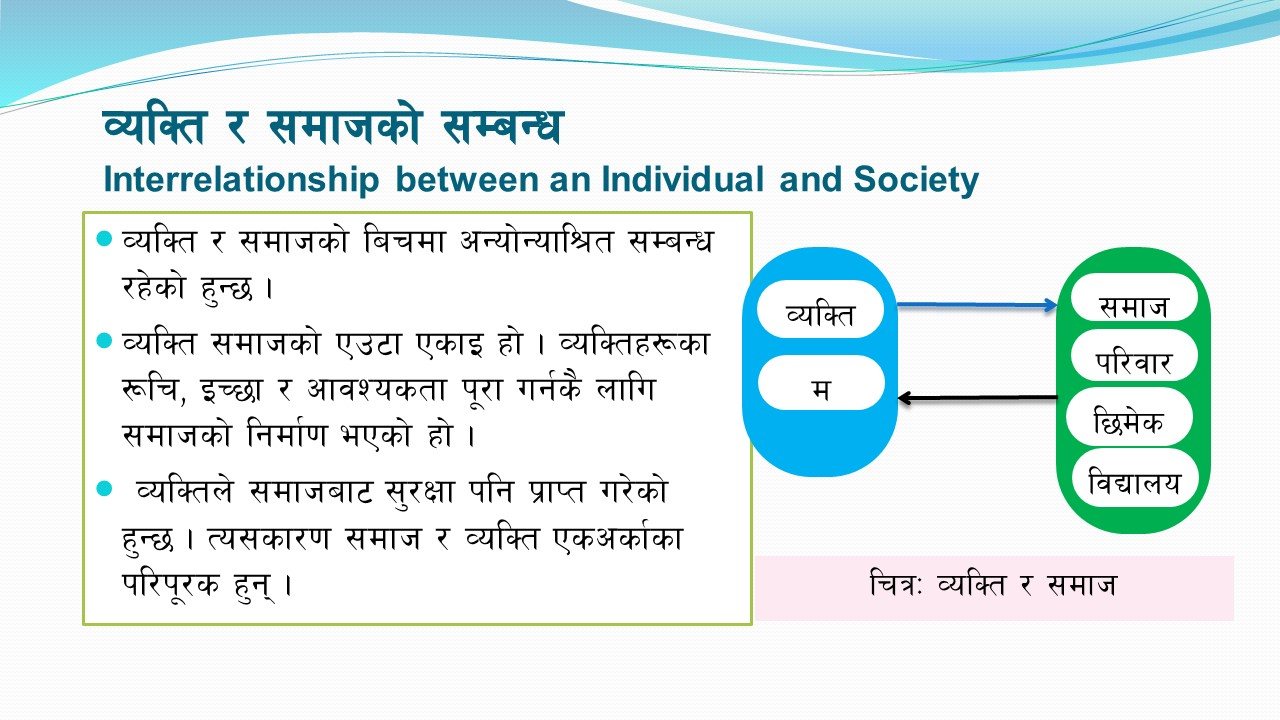 व्यक्ति र समाजको सम्बन्ध
Interrelationship between an Individual and Society
व्यक्ति र समाजको बिचमा अन्योन्याश्रित सम्बन्ध
रहेको हुन्छ ।
व्यक्ति समाजको एउटा एकाइ हो । व्यक्तिहरूका
रूचि, इच्छा र आवश्यकता पूरा गर्नकै लागि
समाजको निर्माण भएको हो ।
व्यक्तिले समाजबाट सुरक्षा पनि प्राप्त गरेको
हुन्छ । त्यसकारण समाज र व्यक्ति एकअर्काका
परिपूरक हुन् ।
व्यक्ति
म
समाज
परिवार
छिमेक
विद्यालय
चित्र: व्यक्ति र समाज